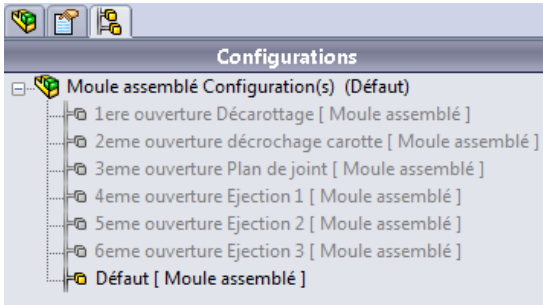 Configurations
Moule assemblé Configuration(s) (Défaut)
1ere ouverture Décarottage [ Moule assemblé ]
2eme ouverture décrochage carotte [ Moule assemblé ]
3eme ouverture Plan de joint [ Moule assemblé ]
4eme ouverture Ejection 1 [ Moule assemblé ]
5eme ouverture Ejection 2 [ Moule assemblé ]
6eme ouverture Ejection 3 [ Moule assemblé ]
Défaut [ Moule assemblé ]